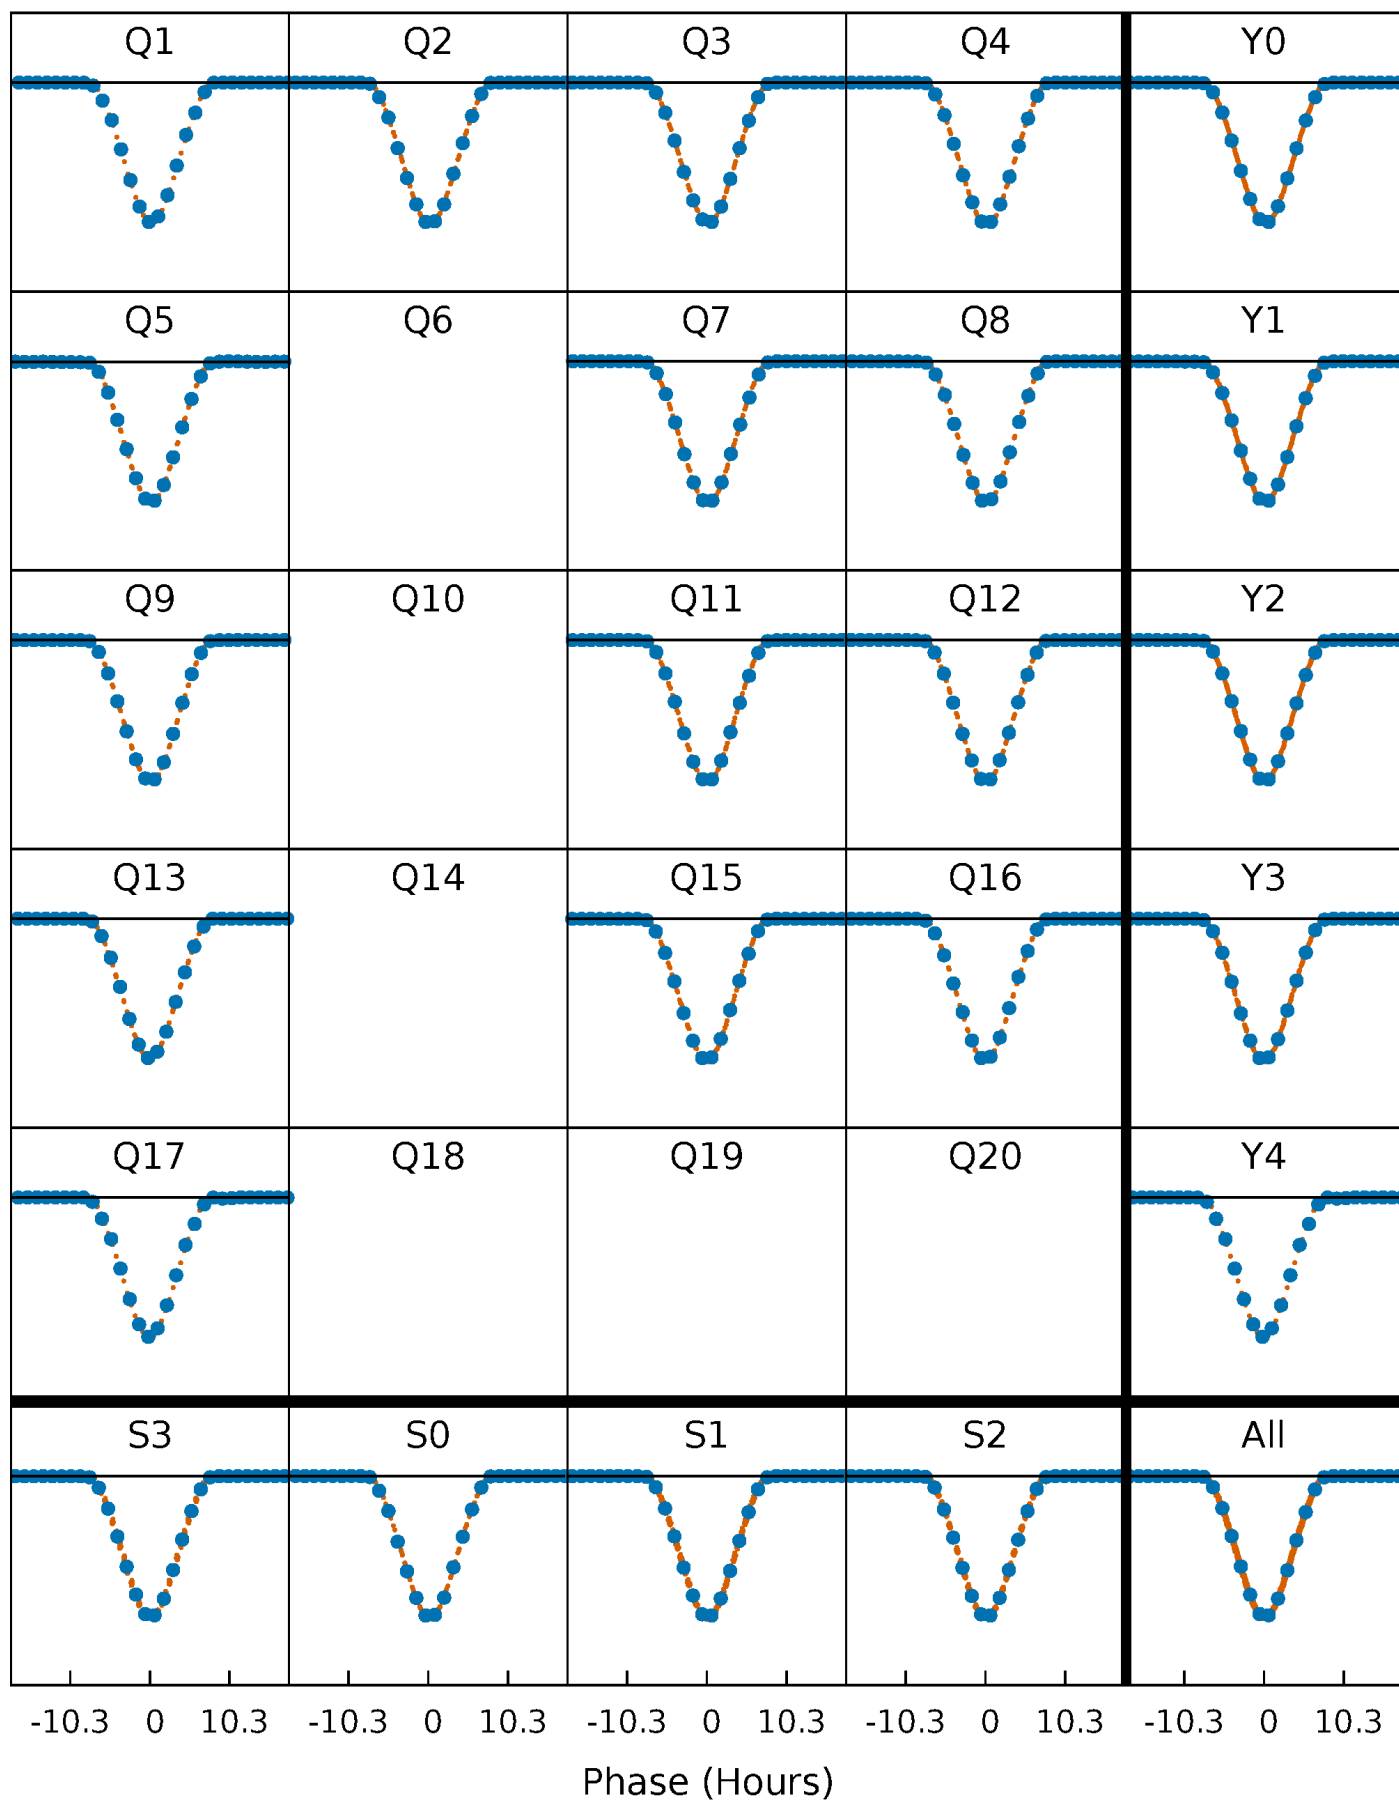 Q1 Q2 Q3 Q4 Y0
Q5 Q6 Q7 Q8 Y1
Q9 Q10 Q11 Q12 Y2
Q13 Q14 Q15 Q16 Y3
Q17 Q18 Q19 Q20 Y4
S3 S0 S1 S2 All
-10.3 0 10.3 -10.3 0 10.3 -10.3 0 10.3 -10.3 0 10.3 -10.3 0 10.3
Phase (Hours)